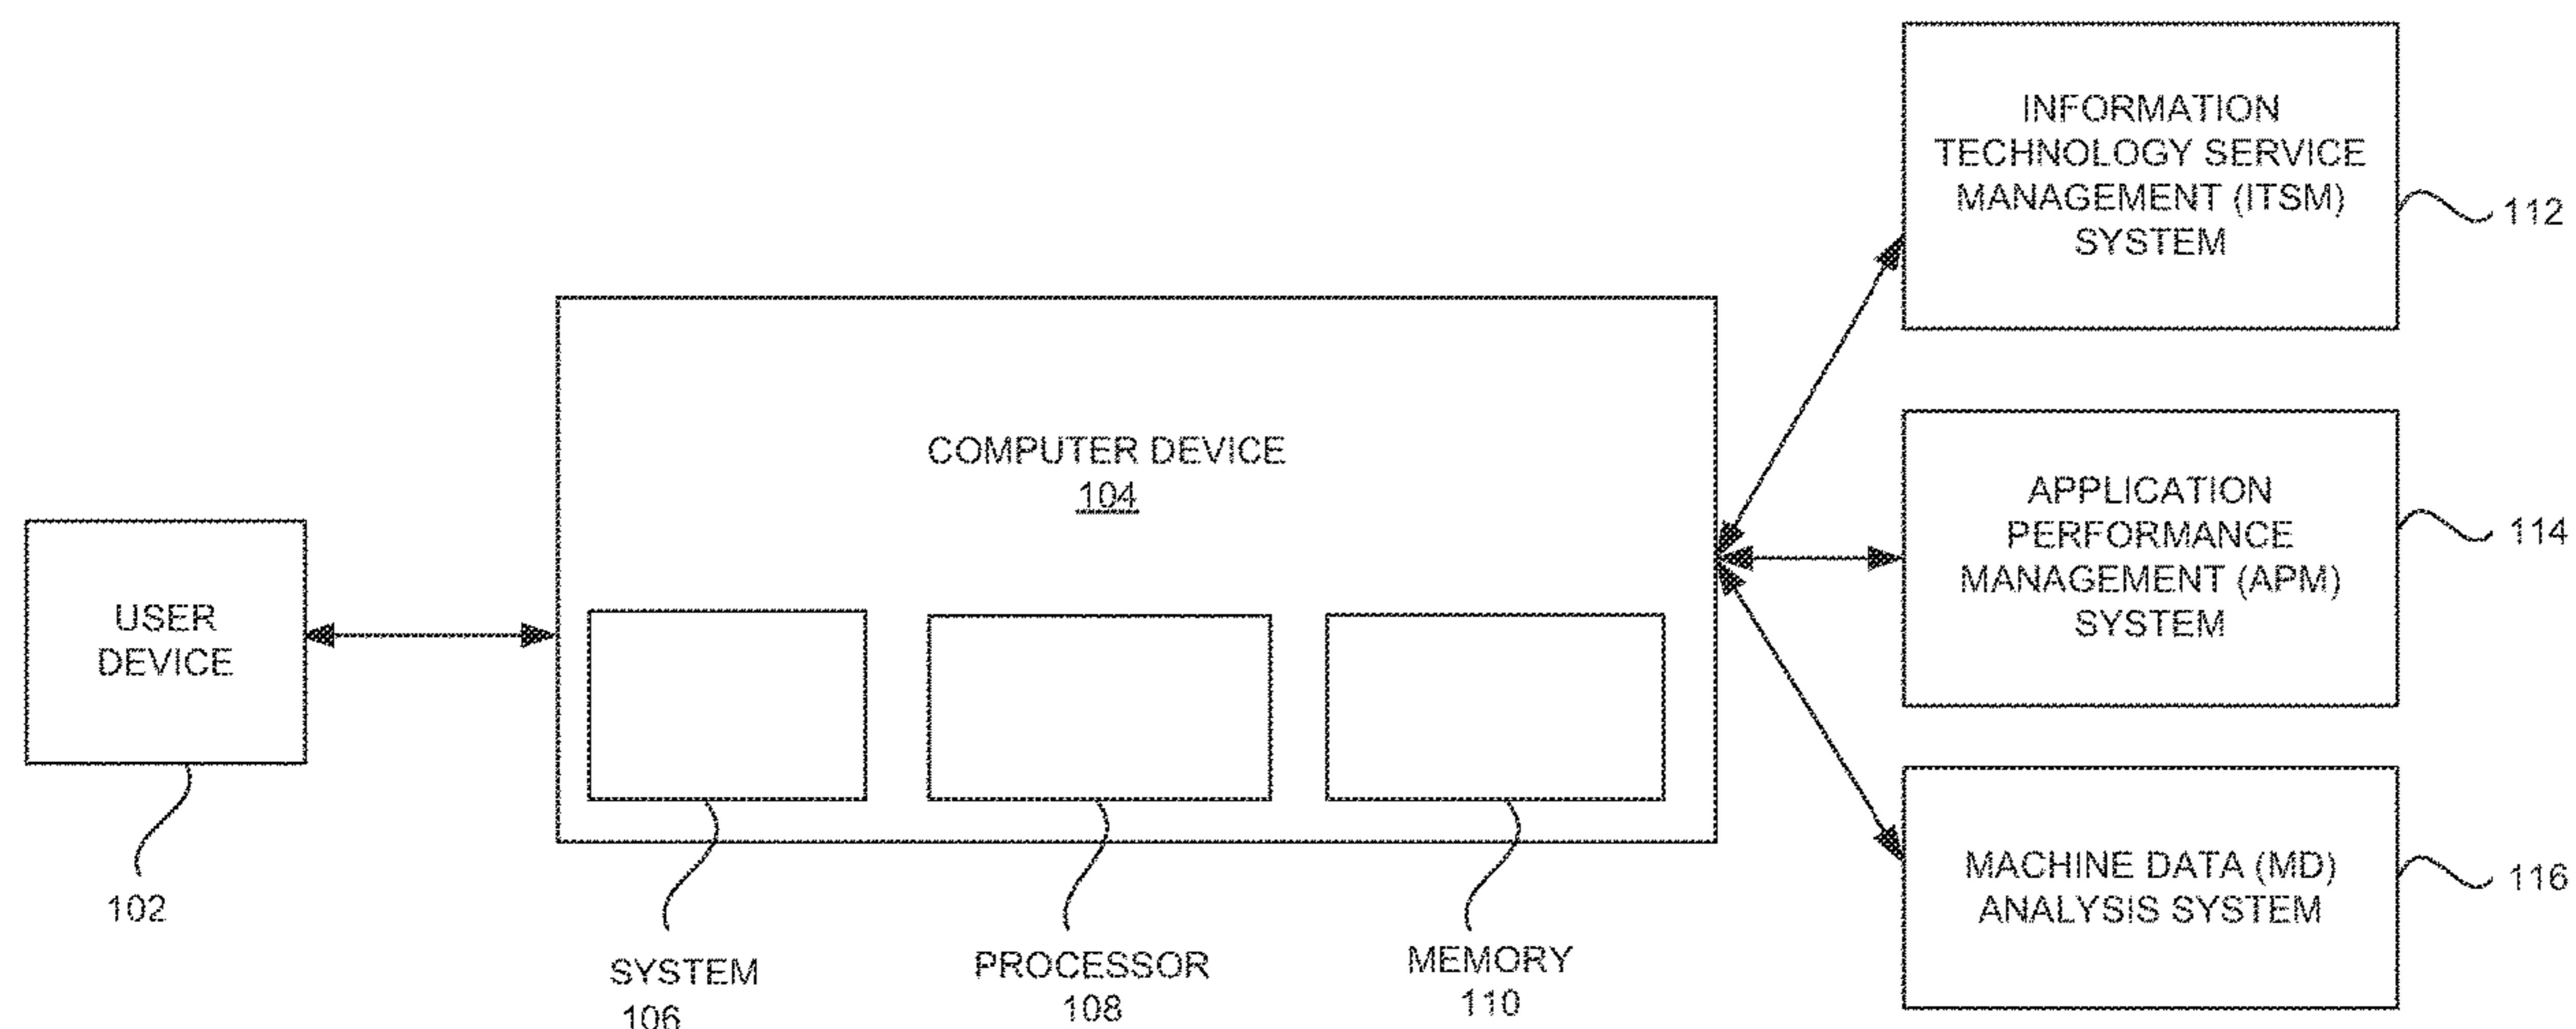 USER
DEVICE
102
COMPUTER DEVICE
104
SYSTEM
106
PROCESSOR
108
MEMORY
110
INFORMATION
TECHNOLOGY SERVICE
MANAGEMENT (ITSM)
SYSTEM
112
APPLICATION
PERFORMANCE
MANAGEMENT (APM)
SYSTEM
114
MACHINE DATA (MD)
ANALYSIS SYSTEM
116